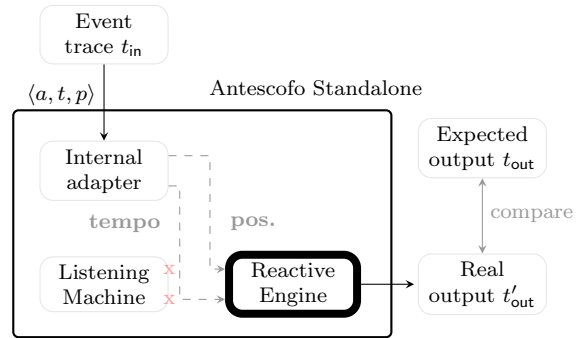 Event
trace t_in
⟨a, t, p⟩
Antescofo Standalone
Internal
adapter
Expected
output t_out
tempo
pos.
compare
Listening
Machine
x
x
Reactive
Engine
Real
output t′_out